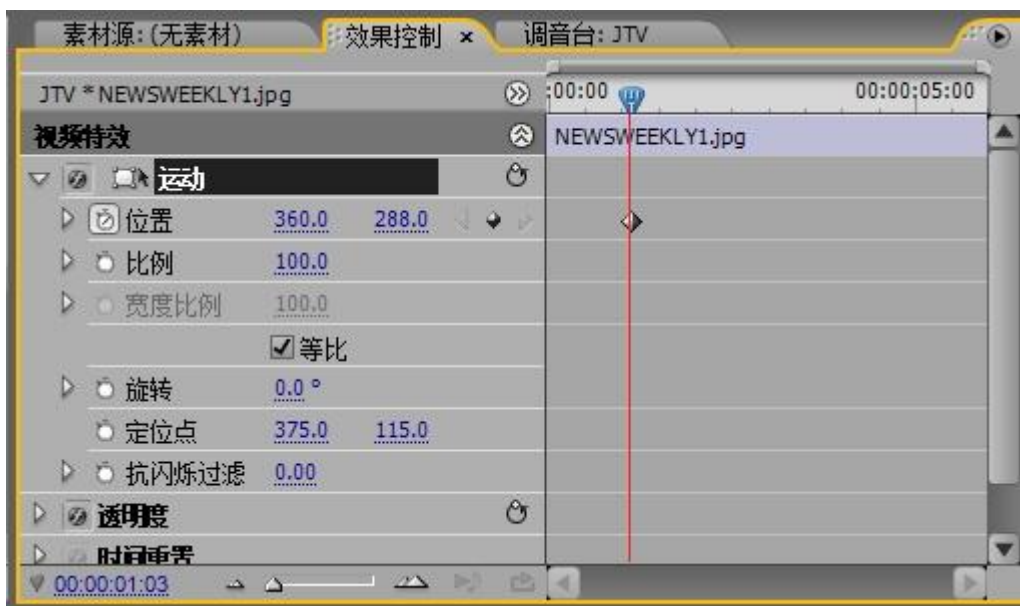 素材源: (无素材) 效果控制 × 调音台: JTV
JTV * NEWSWEEKLY1.jpg :00:00 00:00:05:00
视频特效 NEWSWEEKLY1.jpg
运动
位置 360.0 288.0
比例 100.0
宽度比例 100.0
等比
旋转 0.0 °
定位点 375.0 115.0
抗闪烁过滤 0.00
透明度
时间重置
00:00:01:03